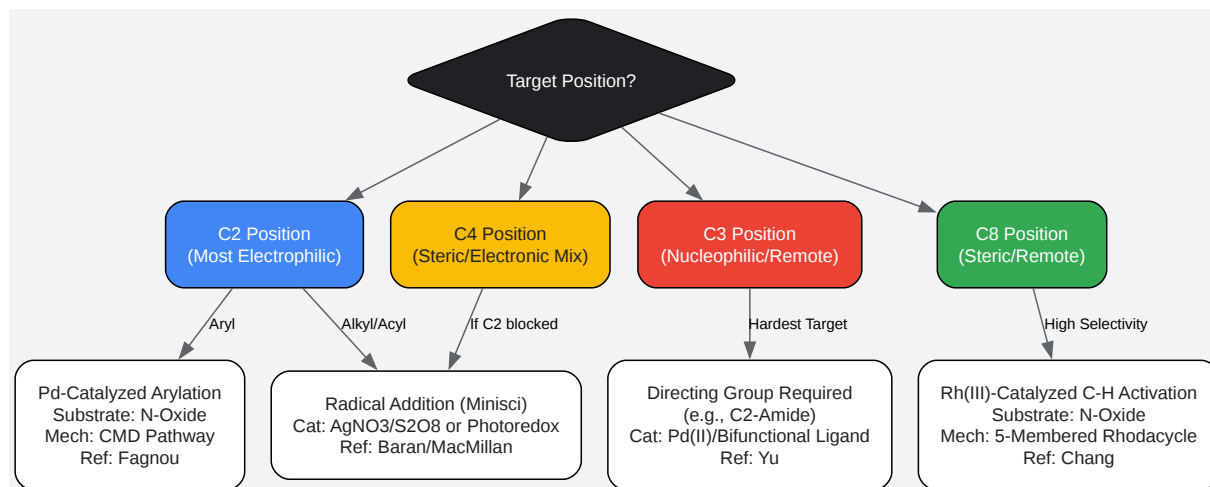 Target Position?
C2 Position
(Most Electrophilic)
C4 Position
(Steric/Electronic Mix)
C3 Position
(Nucleophilic/Remote)
C8 Position
(Steric/Remote)
Aryl
Alkyl/Acyl
If C2 blocked
Hardest Target
High Selectivity
Pd-Catalyzed Arylation
Substrate: N-Oxide
Mech: CMD Pathway
Ref: Fagnou
Radical Addition (Minisci)
Cat: AgNO3/S2O8 or Photoredox
Ref: Baran/MacMillan
Directing Group Required
(e.g., C2-Amide)
Cat: Pd(II)/Bifunctional Ligand
Ref: Yu
Rh(III)-Catalyzed C-H Activation
Substrate: N-Oxide
Mech: 5-Membered Rhodacycle
Ref: Chang